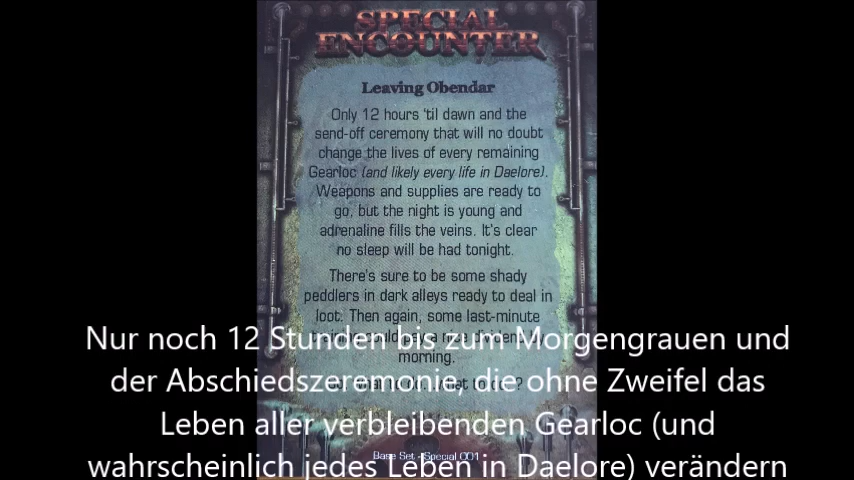 SPECIAL
ENCOUNTER
Leaving Obendar
Only 12 hours 'til dawn and the
send-off ceremony that will no doubt
change the lives of every remaining
Gearloc (and likely every life in Daelore).
Weapons and supplies are ready to
go, but the night is young and
adrenaline fills the veins. It's clear
no sleep will be had tonight.
There's sure to be some shady
peddlers in dark alleys ready to deal in
loot. Then again, some last-minute
morning.
Base Set - Special 001
Nur noch 12 Stunden bis zum Morgengrauen und
der Abschiedszeremonie, die ohne Zweifel das
Leben aller verbleibenden Gearloc (und
wahrscheinlich jedes Leben in Daelore) verändern